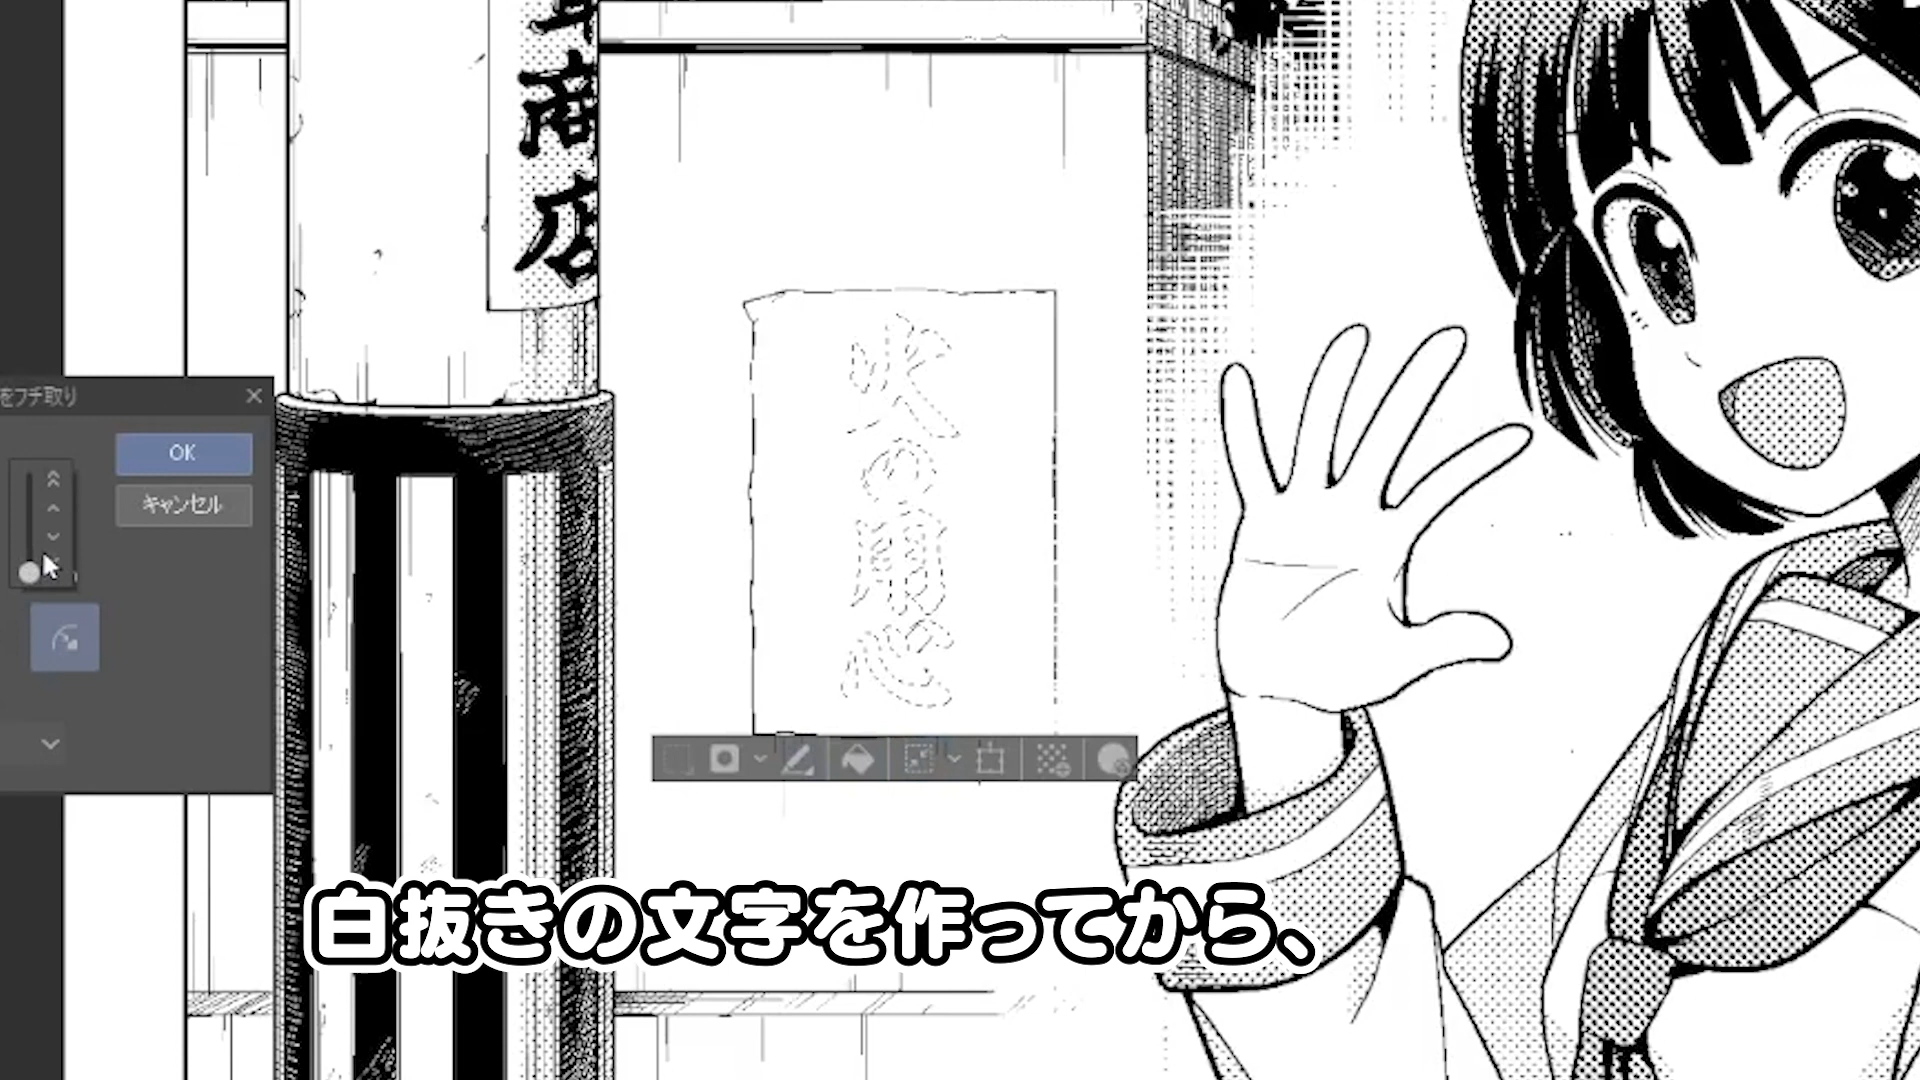 商店
火の用心
をフチ取り
OK
キャンセル
白抜きの文字を作ってから、